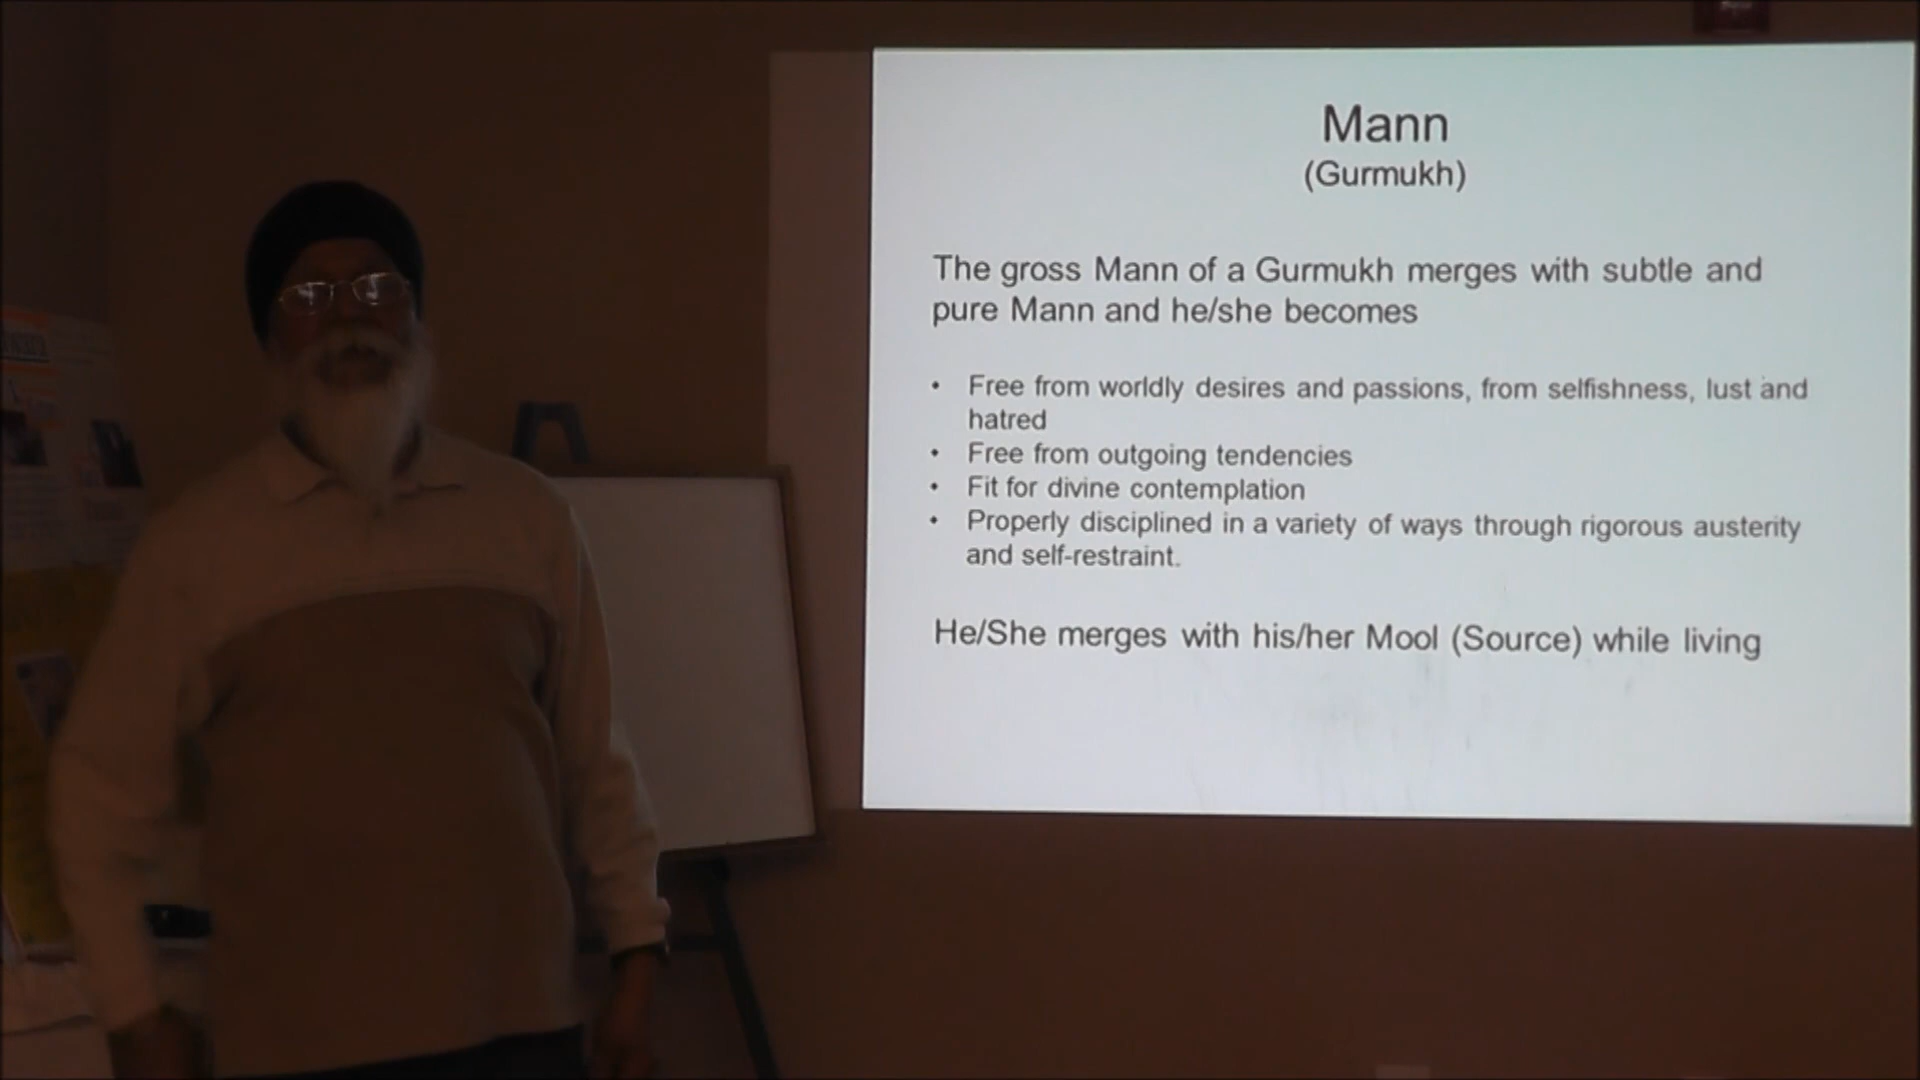 Mann
(Gurmukh)
The gross Mann of a Gurmukh merges with subtle and
pure Mann and he/she becomes
• Free from worldly desires and passions, from selfishness, lust and
hatred
• Free from outgoing tendencies
• Fit for divine contemplation
• Properly disciplined in a variety of ways through rigorous austerity
and self-restraint.
He/She merges with his/her Mool (Source) while living